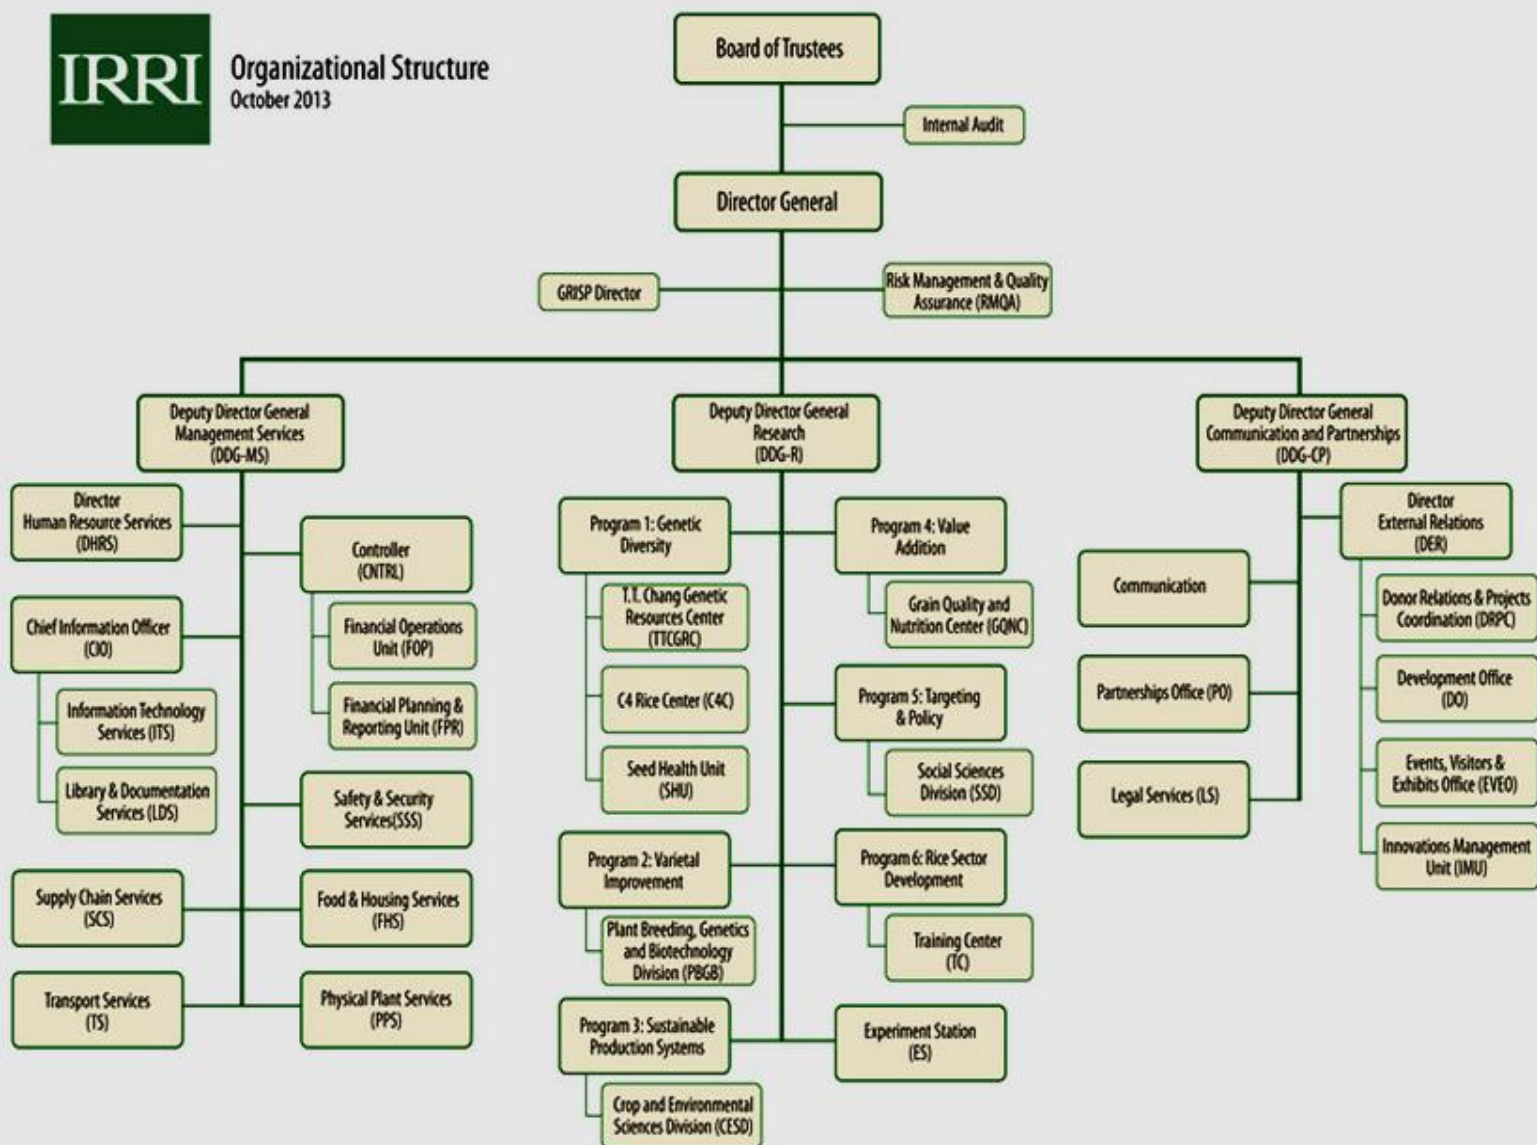 IRRI
Organizational Structure
October 2013
Board of Trustees
Internal Audit
Director General
GRISP Director
Risk Management & Quality
Assurance (RMQA)
Deputy Director General
Management Services
(DDG-MS)
Deputy Director General
Research
(DDG-R)
Deputy Director General
Communication and Partnerships
(DDG-CP)
Director
Human Resource Services
(DHRS)
Controller
(CNTRL)
Chief Information Officer
(CIO)
Financial Operations
Unit (FOP)
Information Technology
Services (ITS)
Financial Planning &
Reporting Unit (FPR)
Library & Documentation
Services (LDS)
Safety & Security
Services(SSS)
Supply Chain Services
(SCS)
Food & Housing Services
(FHS)
Transport Services
(TS)
Physical Plant Services
(PPS)
Program 1: Genetic
Diversity
T.T. Chang Genetic
Resources Center
(TTCGRC)
C4 Rice Center (C4C)
Seed Health Unit
(SHU)
Program 2: Varietal
Improvement
Plant Breeding, Genetics
and Biotechnology
Division (PBGB)
Program 3: Sustainable
Production Systems
Crop and Environmental
Sciences Division (CESD)
Program 4: Value
Addition
Grain Quality and
Nutrition Center (GQNC)
Program 5: Targeting
& Policy
Social Sciences
Division (SSD)
Program 6: Rice Sector
Development
Training Center
(TC)
Experiment Station
(ES)
Director
External Relations
(DER)
Communication
Donor Relations & Projects
Coordination (DRPC)
Partnerships Office (PO)
Development Office
(DO)
Legal Services (LS)
Events, Visitors &
Exhibits Office (EVEO)
Innovations Management
Unit (IMU)